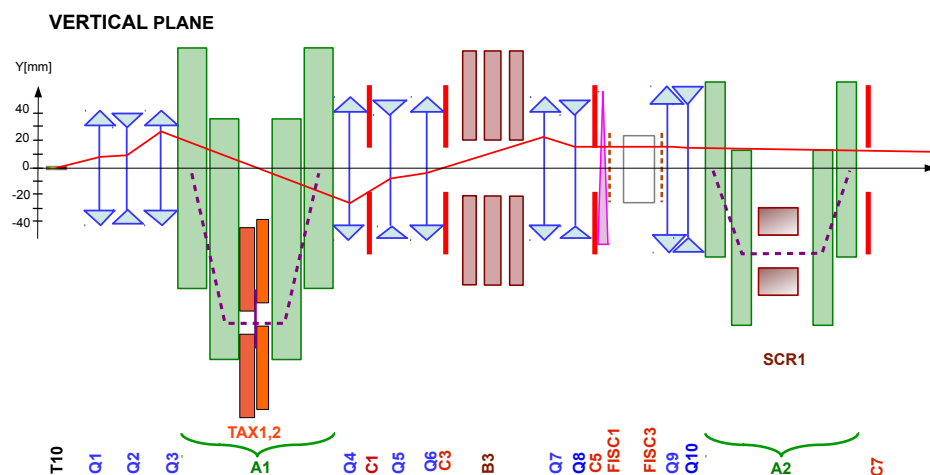 VERTICAL PLANE
Y[mm]
40
20
0
-20
-40
SCR1
TAX1,2
T10 Q1 Q2 Q3 A1 Q4 C1 Q5 Q6 C3 B3 Q7 Q8 C5 FISC1 FISC3 Q9 Q10 A2 C7